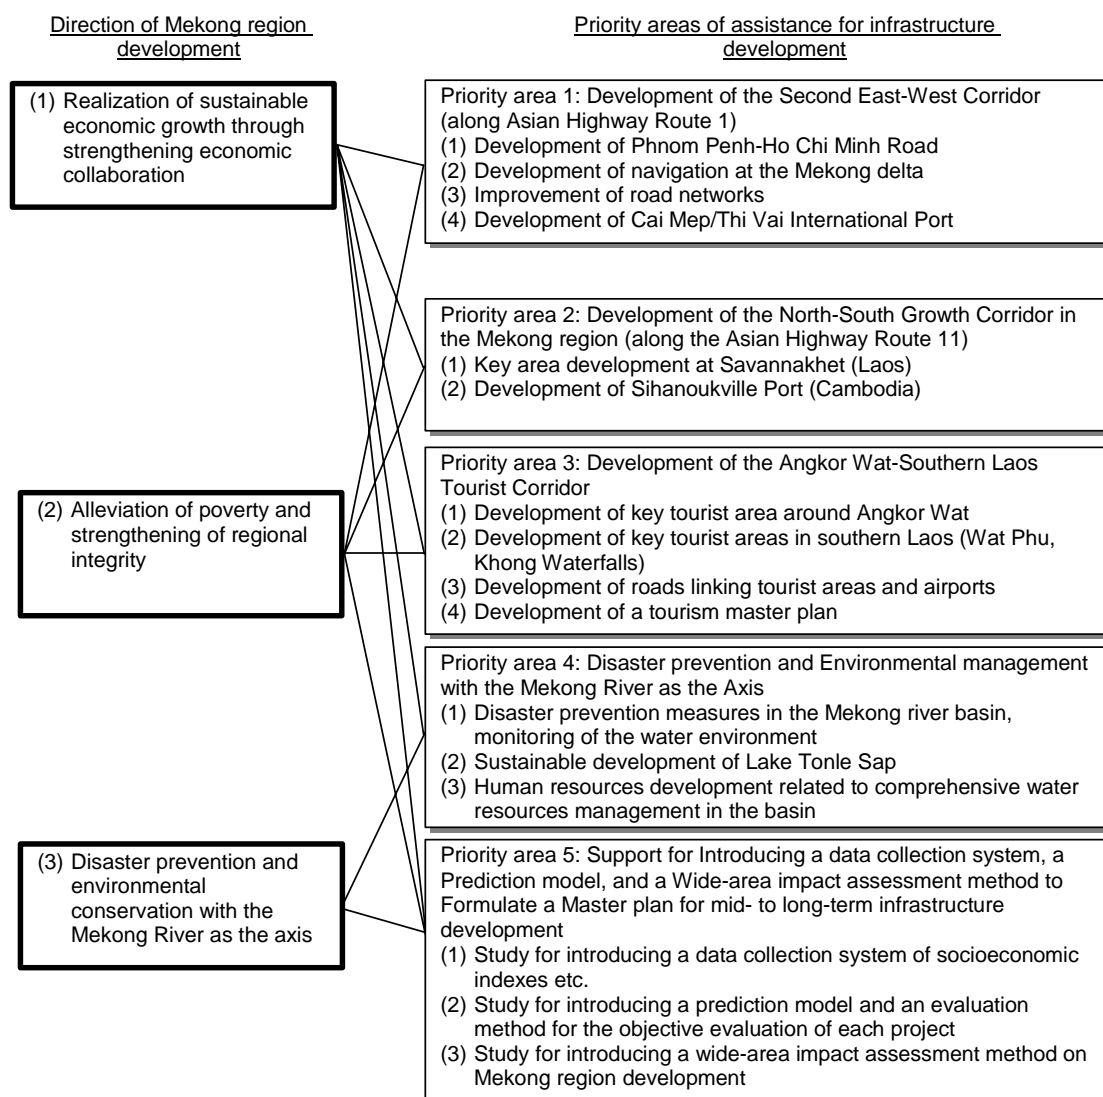 Direction of Mekong region
development
Priority areas of assistance for infrastructure
development
(1) Realization of sustainable
economic growth through
strengthening economic
collaboration
(2) Alleviation of poverty and
strengthening of regional
integrity
(3) Disaster prevention and
environmental
conservation with the
Mekong River as the axis
Priority area 1: Development of the Second East-West Corridor
(along Asian Highway Route 1)
(1) Development of Phnom Penh-Ho Chi Minh Road
(2) Development of navigation at the Mekong delta
(3) Improvement of road networks
(4) Development of Cai Mep/Thi Vai International Port
Priority area 2: Development of the North-South Growth Corridor in
the Mekong region (along the Asian Highway Route 11)
(1) Key area development at Savannakhet (Laos)
(2) Development of Sihanoukville Port (Cambodia)
Priority area 3: Development of the Angkor Wat-Southern Laos
Tourist Corridor
(1) Development of key tourist area around Angkor Wat
(2) Development of key tourist areas in southern Laos (Wat Phu,
Khong Waterfalls)
(3) Development of roads linking tourist areas and airports
(4) Development of a tourism master plan
Priority area 4: Disaster prevention and Environmental management
with the Mekong River as the Axis
(1) Disaster prevention measures in the Mekong river basin,
monitoring of the water environment
(2) Sustainable development of Lake Tonle Sap
(3) Human resources development related to comprehensive water
resources management in the basin
Priority area 5: Support for Introducing a data collection system, a
Prediction model, and a Wide-area impact assessment method to
Formulate a Master plan for mid- to long-term infrastructure
development
(1) Study for introducing a data collection system of socioeconomic
indexes etc.
(2) Study for introducing a prediction model and an evaluation
method for the objective evaluation of each project
(3) Study for introducing a wide-area impact assessment method on
Mekong region development